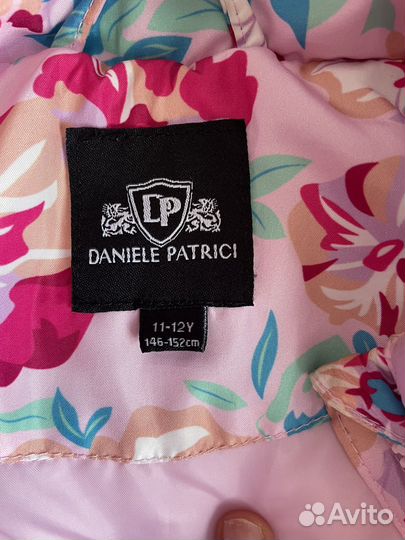 DP
DANIELE PATRICI
11-12Y
146-152cm
Avito